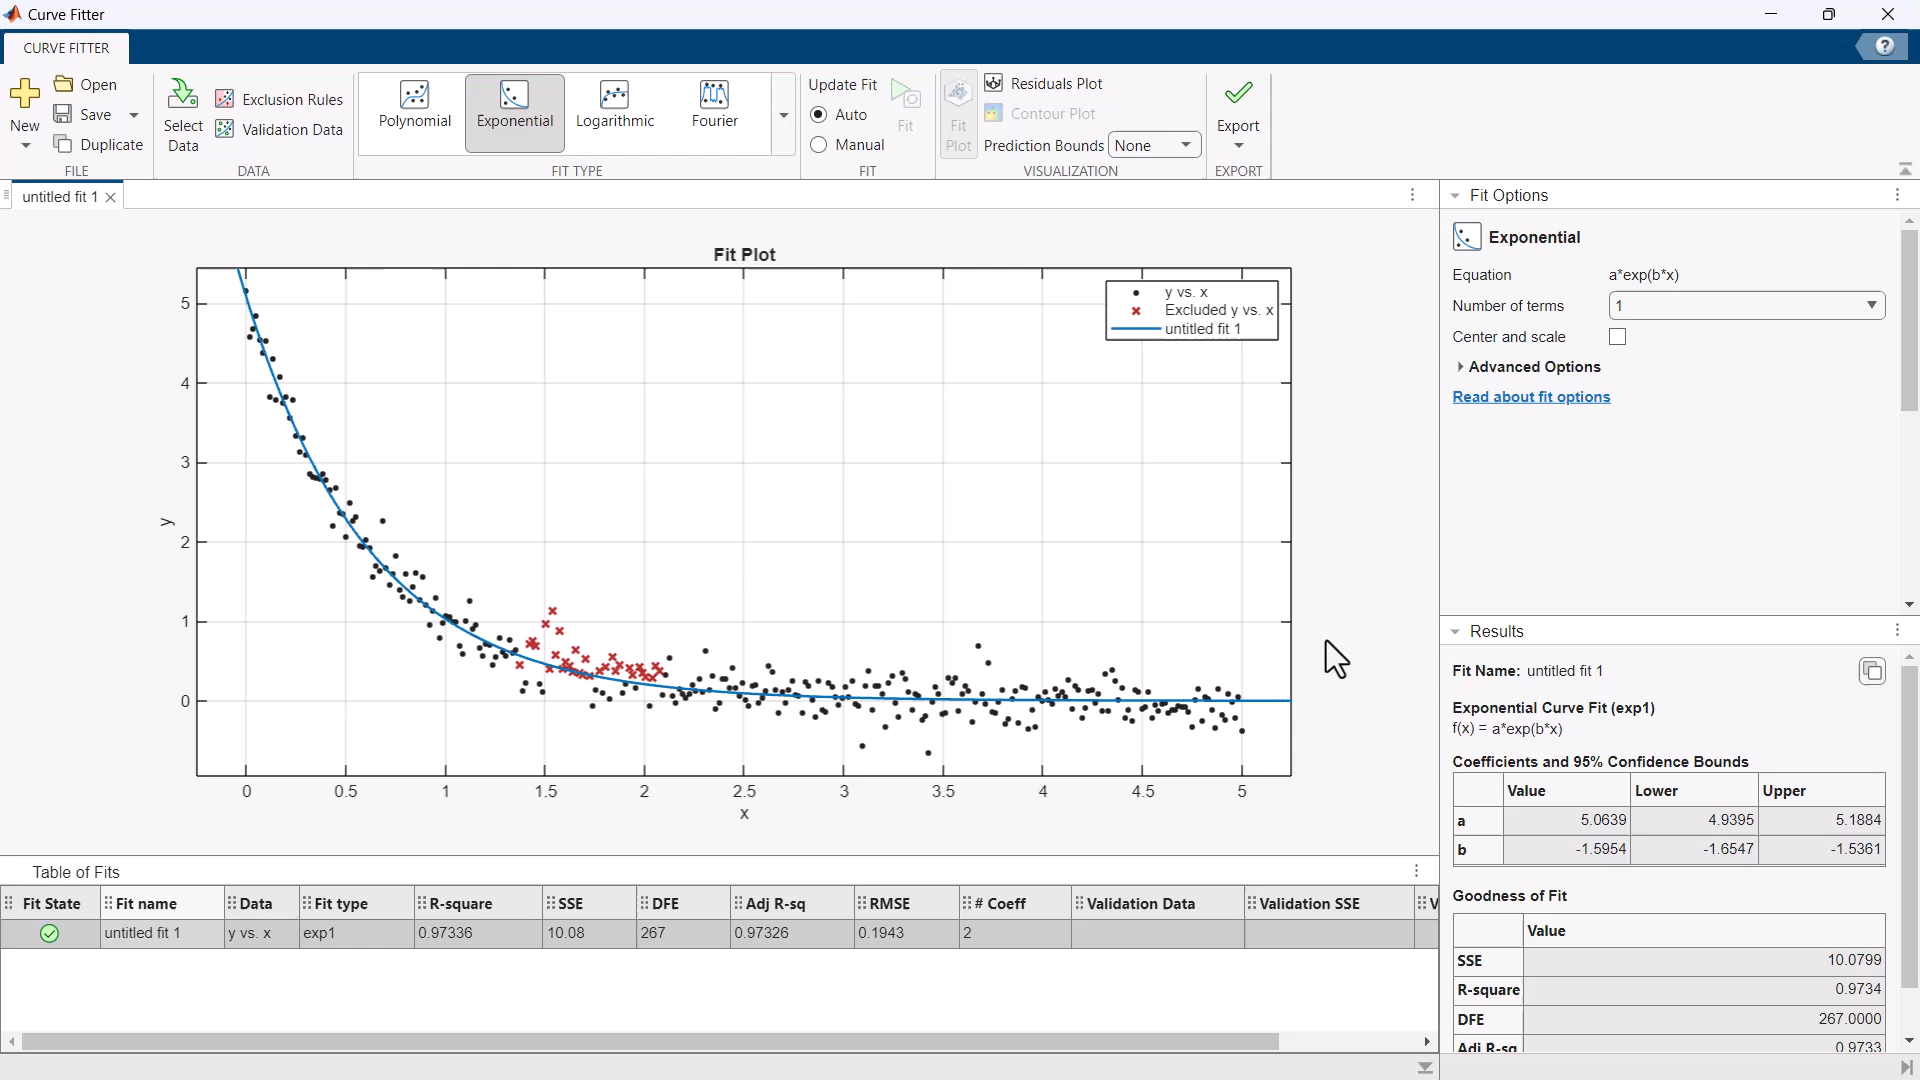 Curve Fitter
CURVE FITTER
New
Open
Save
Duplicate
FILE
Select
Data
Exclusion Rules
Validation Data
DATA
Polynomial
Exponential
Logarithmic
Fourier
FIT TYPE
Update Fit
Auto
Manual
Fit
FIT
Fit
Plot
Residuals Plot
Contour Plot
Prediction Bounds None
VISUALIZATION
Export
EXPORT
untitled fit 1
Fit Plot
y vs. x
Excluded y vs. x
untitled fit 1
5
4
3
2
1
0
y
0 0.5 1 1.5 2 2.5 3 3.5 4 4.5 5
x
Table of Fits
Fit State Fit name Data Fit type R-square SSE DFE Adj R-sq RMSE # Coeff Validation Data Validation SSE V
untitled fit 1 y vs. x exp1 0.97336 10.08 267 0.97326 0.1943 2
Fit Options
Exponential
Equation a*exp(b*x)
Number of terms 1
Center and scale
Advanced Options
Read about fit options
Results
Fit Name: untitled fit 1
Exponential Curve Fit (exp1)
f(x) = a*exp(b*x)
Coefficients and 95% Confidence Bounds
Value Lower Upper
a 5.0639 4.9395 5.1884
b -1.5954 -1.6547 -1.5361
Goodness of Fit
Value
SSE 10.0799
R-square 0.9734
DFE 267.0000
Adj R-sq 0.9733